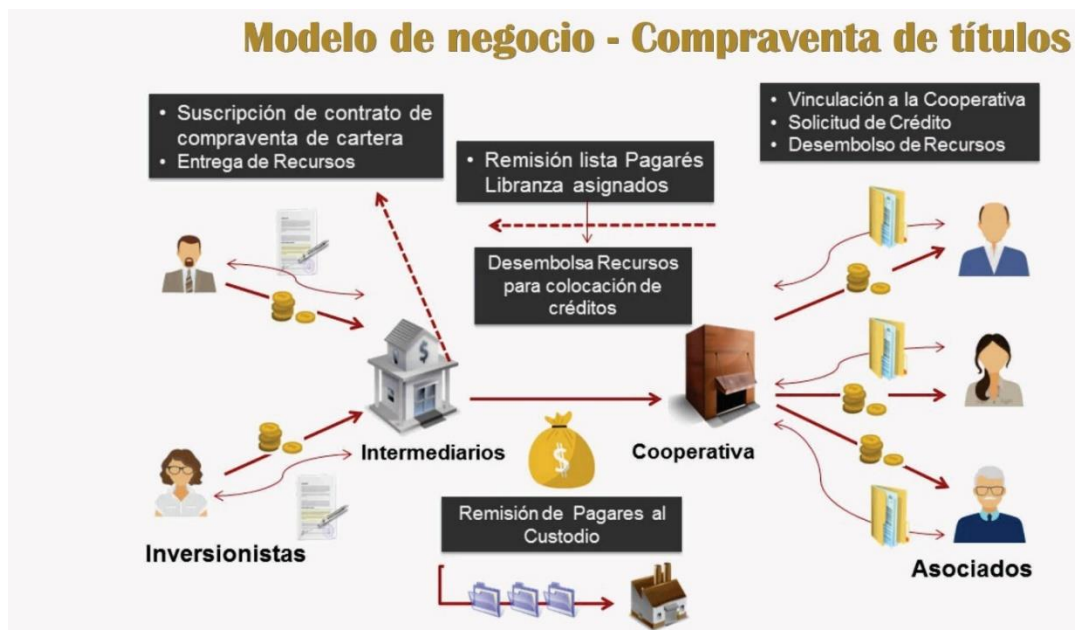 Modelo de negocio - Compraventa de títulos
• Suscripción de contrato de
compraventa de cartera
• Entrega de Recursos
• Remisión lista Pagarés
Libranza asignados
• Vinculación a la Cooperativa
• Solicitud de Crédito
• Desembolso de Recursos
Desembolsa Recursos
para colocación de
créditos
Intermediarios
Cooperativa
Remisión de Pagares al
Custodio
Inversionistas
Asociados